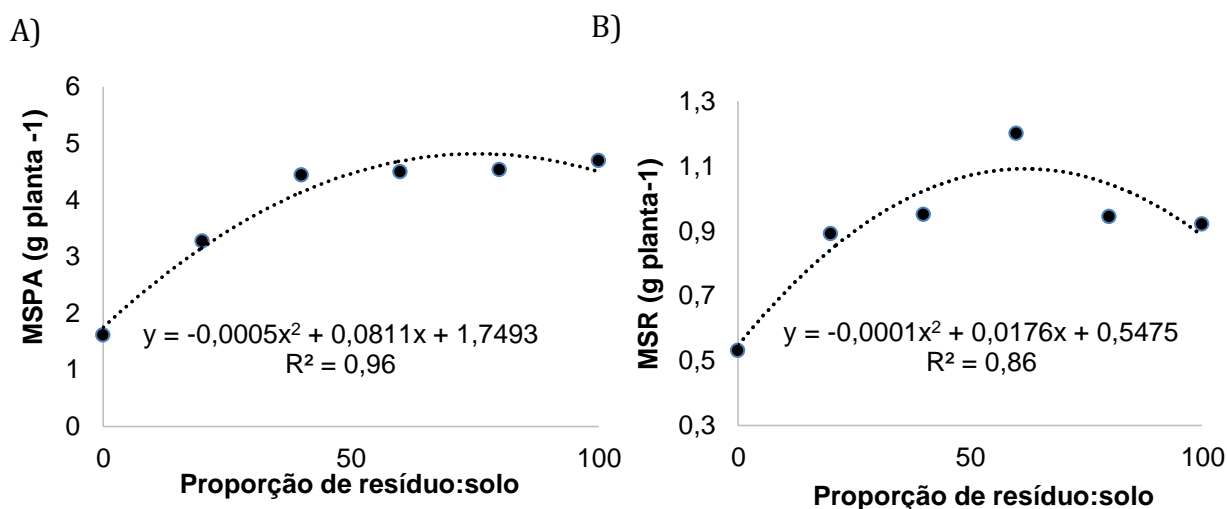 A)
MSPA (g planta -1)
6
5
4
3
2
1
0
y = -0,0005x² + 0,0811x + 1,7493
R² = 0,96
0 50 100
Proporção de resíduo:solo
B)
MSR (g planta-1)
1,3
1,1
0,9
0,7
0,5
0,3
y = -0,0001x² + 0,0176x + 0,5475
R² = 0,86
0 50 100
Proporção de resíduo:solo